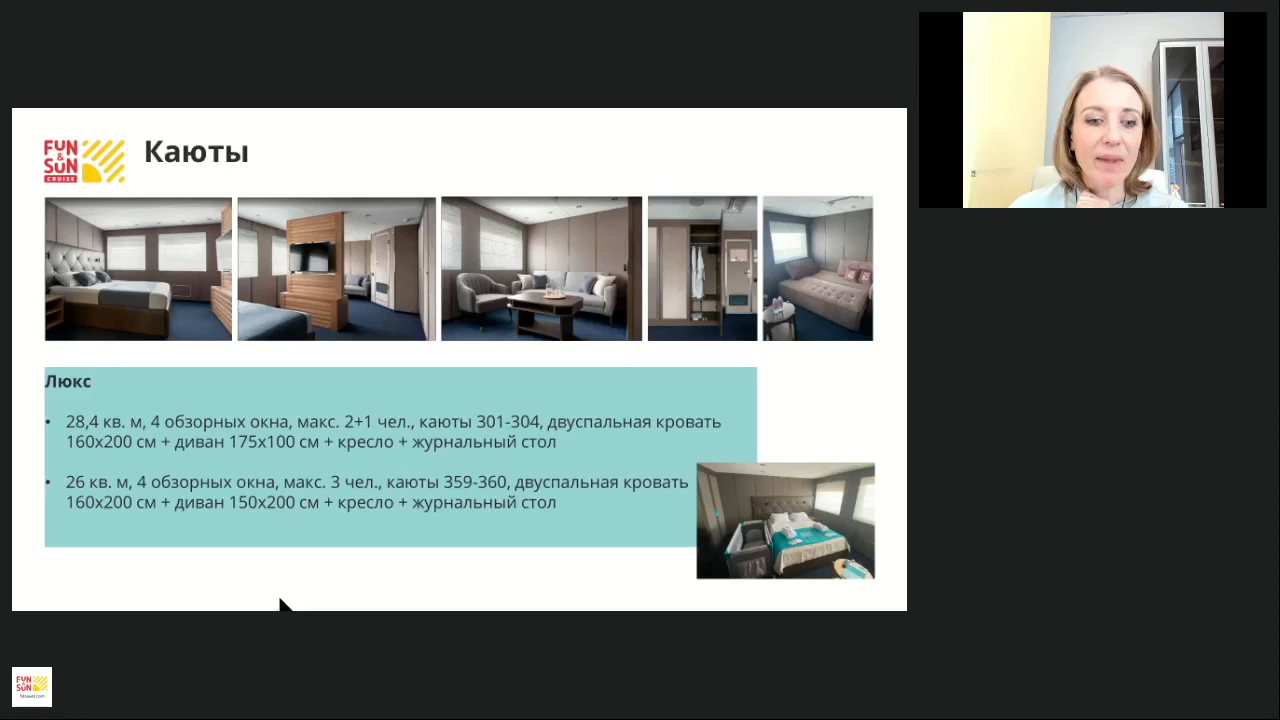 FUN
&
SUN
CRUISE
Каюты
Люкс
• 28,4 кв. м, 4 обзорных окна, макс. 2+1 чел., каюты 301-304, двуспальная кровать
160х200 см + диван 175х100 см + кресло + журнальный стол
• 26 кв. м, 4 обзорных окна, макс. 3 чел., каюты 359-360, двуспальная кровать
160х200 см + диван 150х200 см + кресло + журнальный стол
FUN
&
SUN